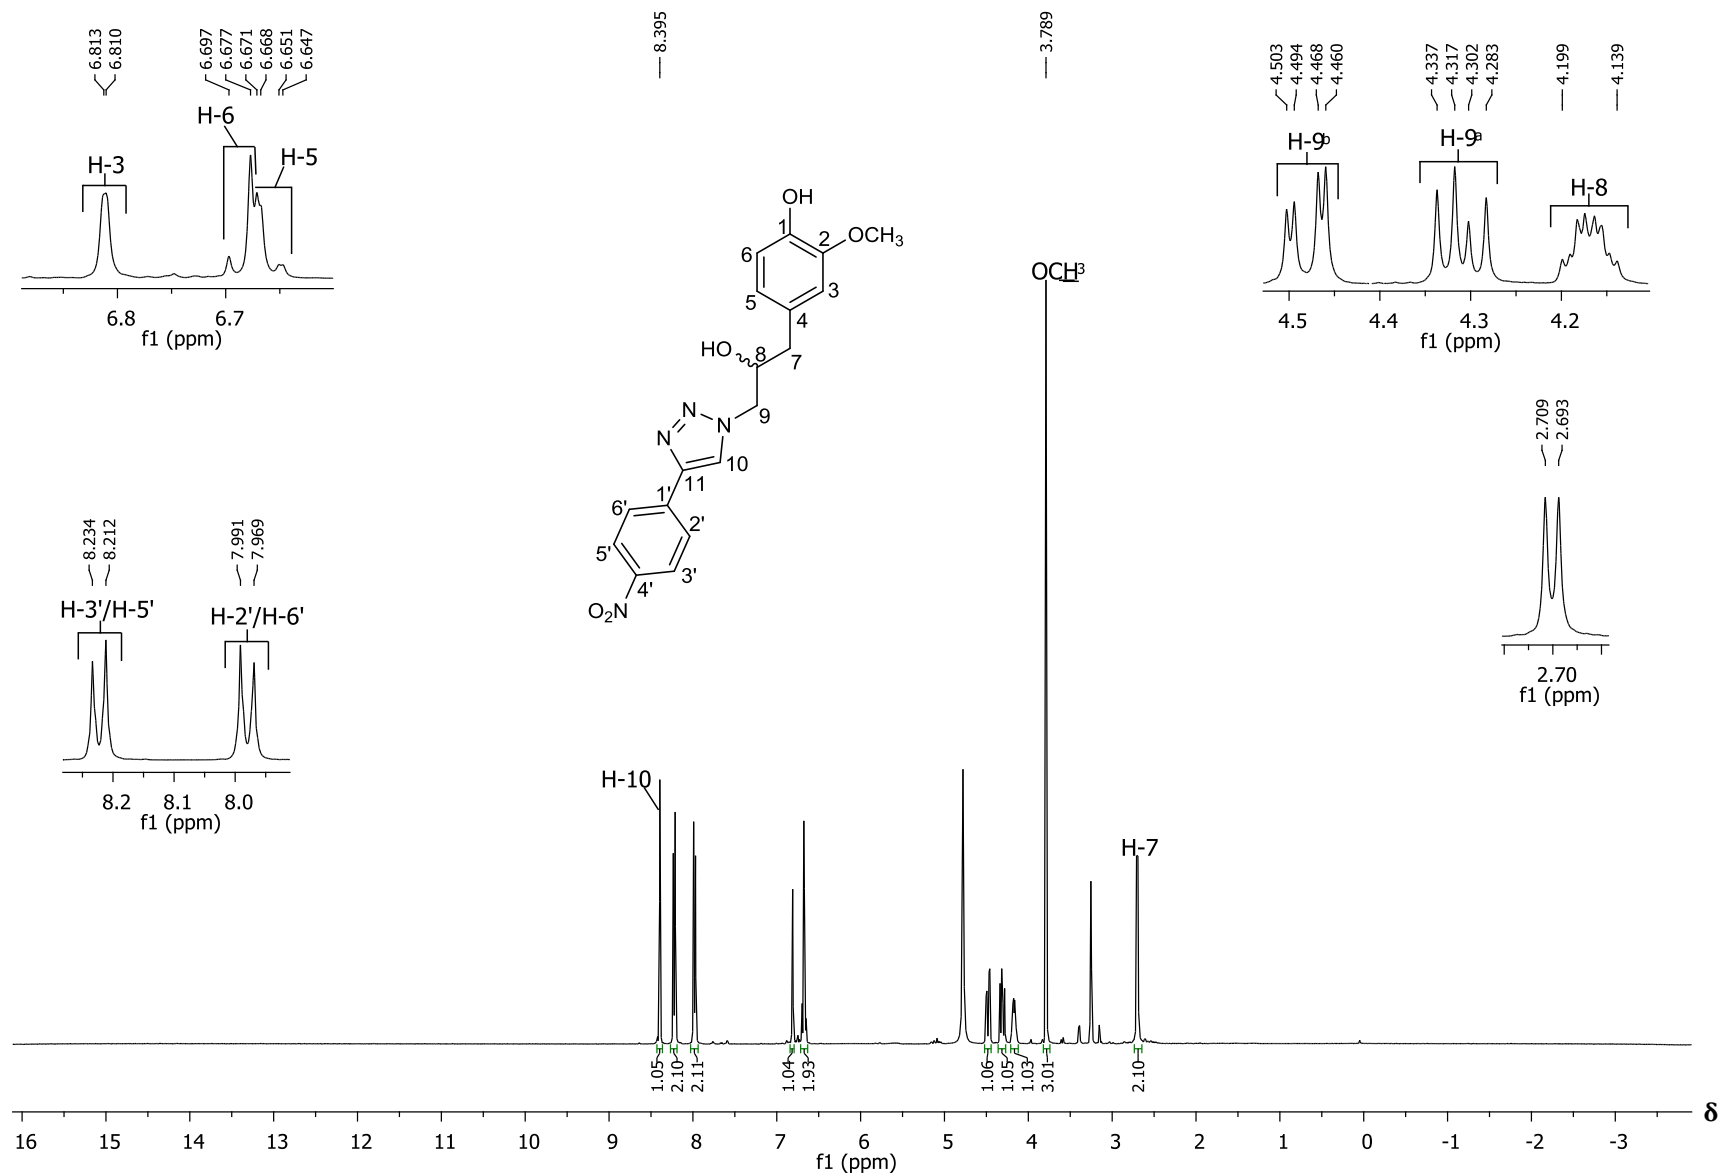 6.813
6.810
6.697
6.677
6.671
6.668
6.651
6.647
H-3
H-6
H-5
6.8 6.7
f1 (ppm)
8.395
3.789
4.503
4.494
4.468
4.460
4.337
4.317
4.302
4.283
4.199
4.139
H-9b
H-9a
H-8
4.5 4.4 4.3 4.2
f1 (ppm)
OH
1
2
OCH3
6
5
3
4
HO
8
7
9
N
N
N
10
11
1'
6'
2'
5'
3'
4'
O2N
OCH3
2.709
2.693
2.70
f1 (ppm)
8.234
8.212
7.991
7.969
H-3'/H-5'
H-2'/H-6'
8.2 8.1 8.0
f1 (ppm)
H-10
H-7
1.05
2.10
2.11
1.04
1.93
1.06
1.05
1.03
3.01
2.10
16 15 14 13 12 11 10 9 8 7 6 5 4 3 2 1 0 -1 -2 -3
f1 (ppm)
δ